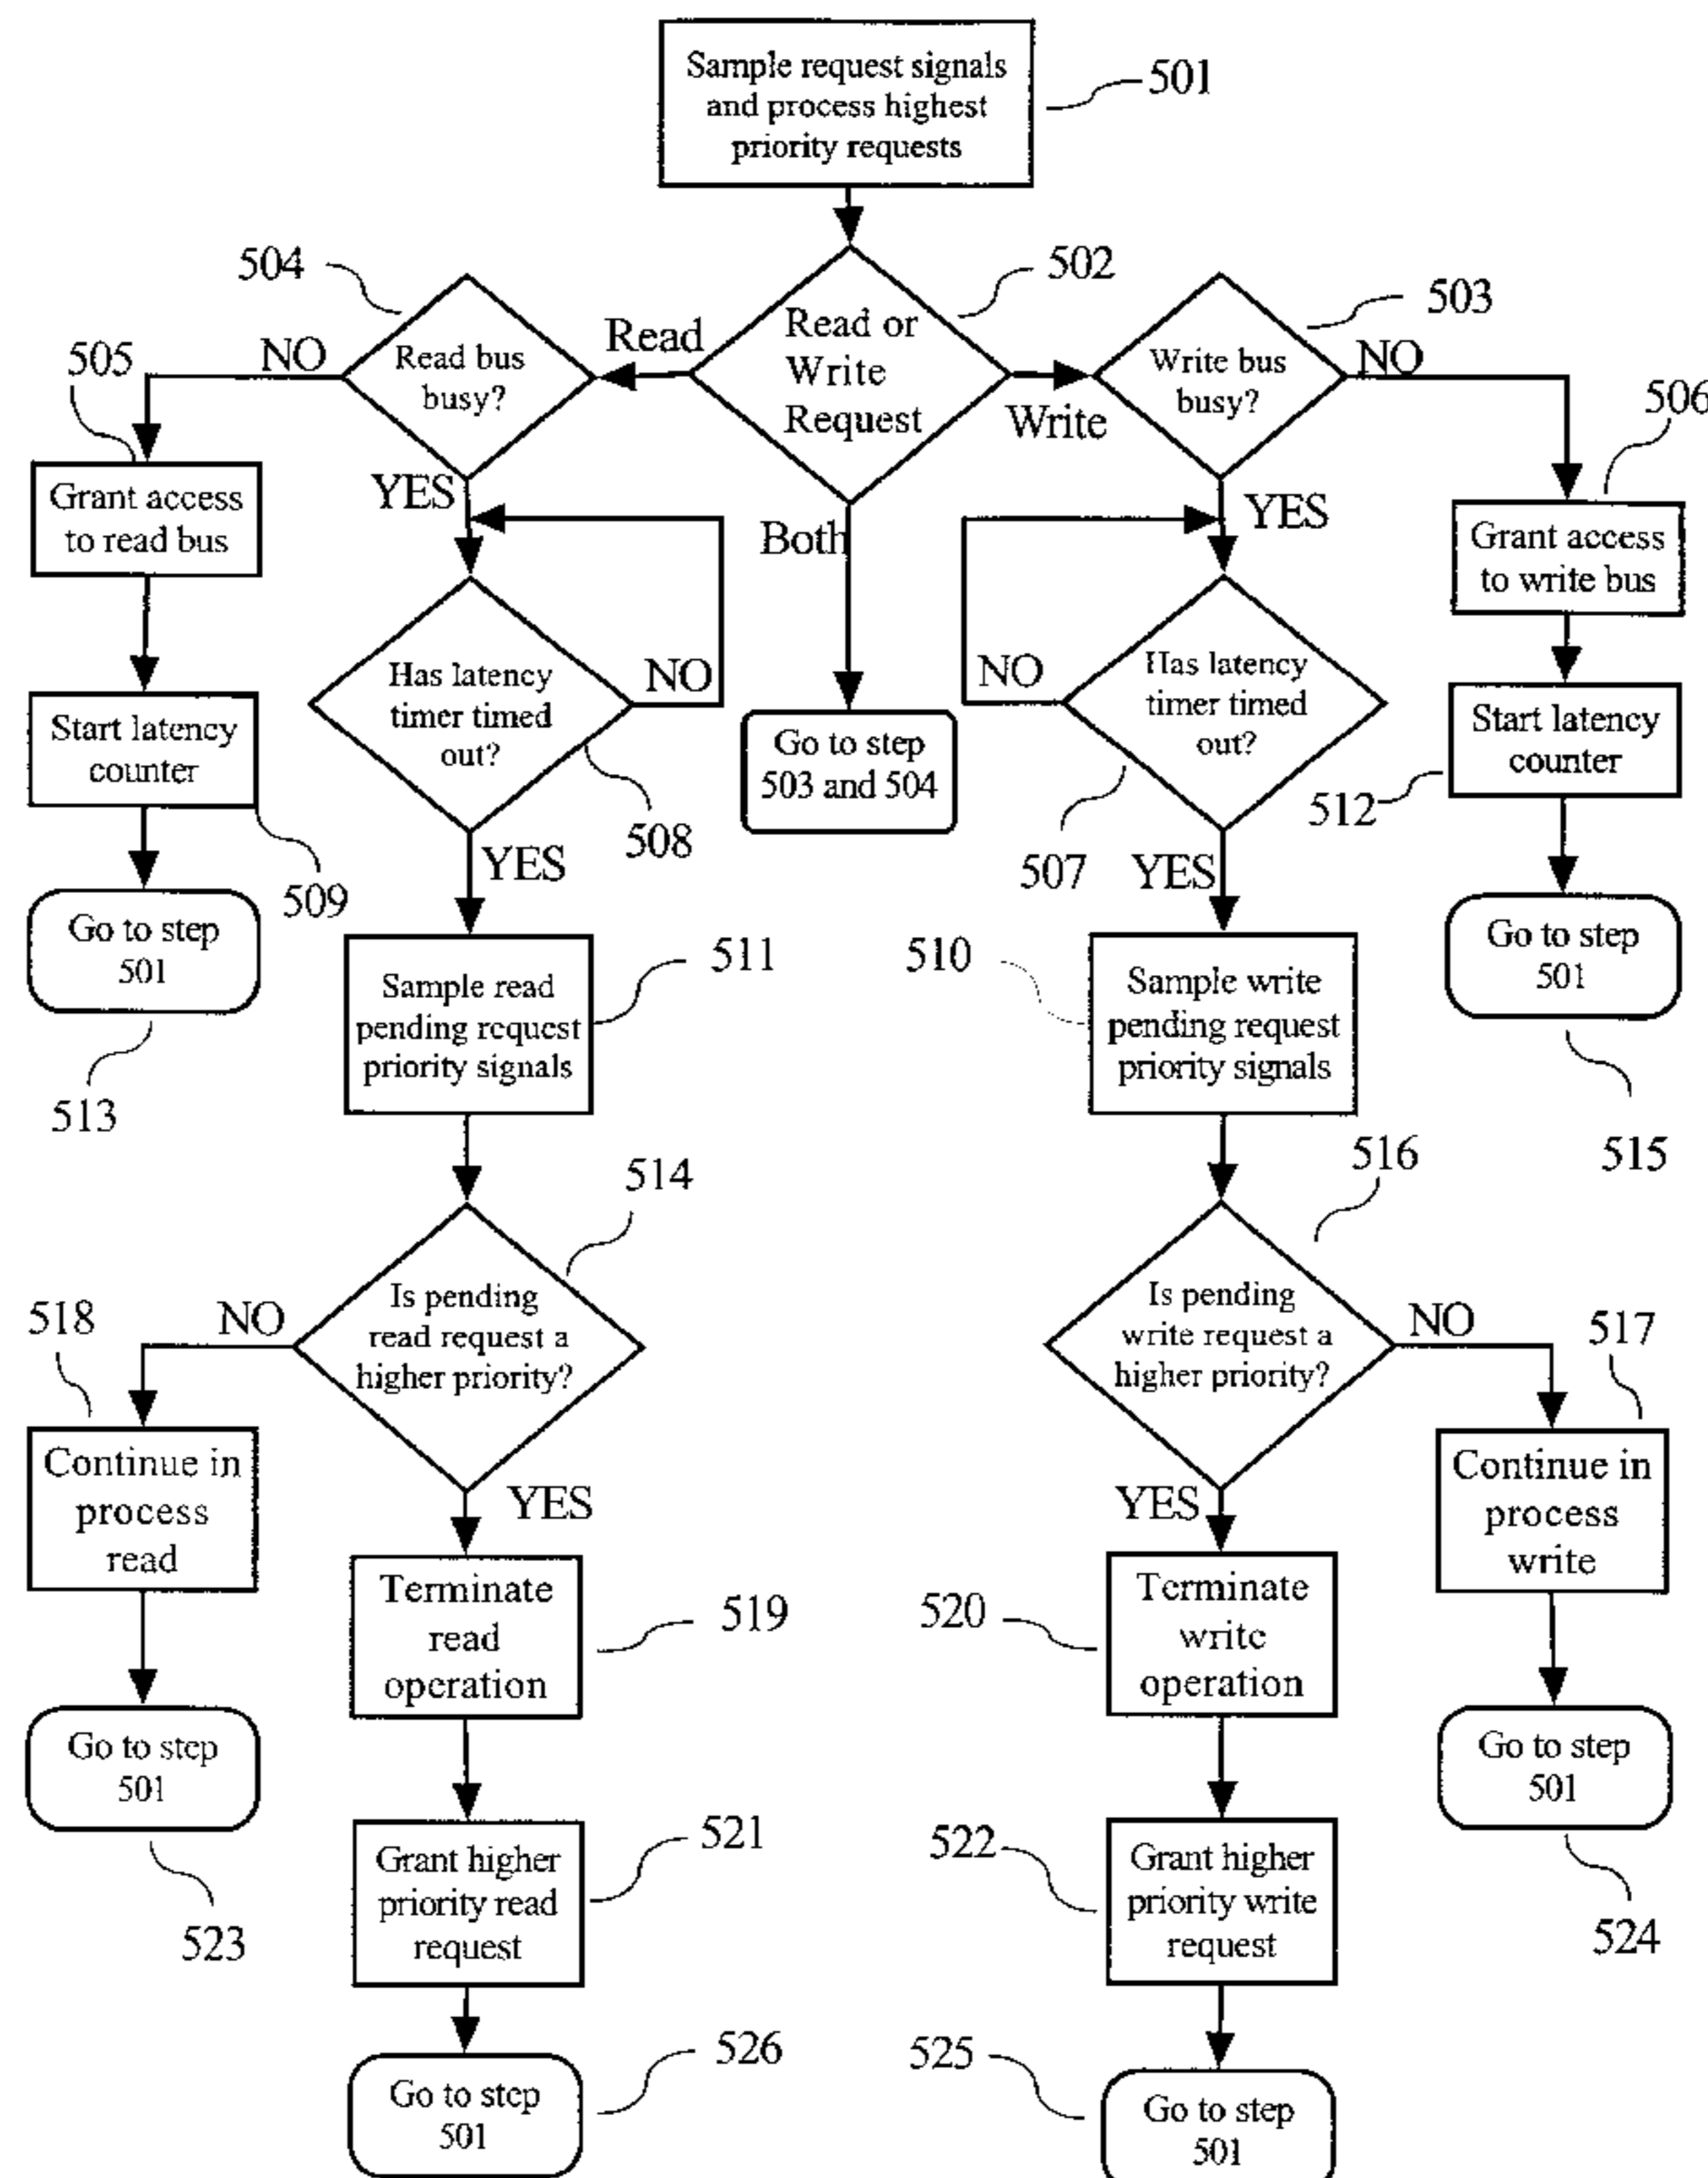 Sample request signals
and process highest
priority requests
501
504
502
503
505
NO
Read bus
busy?
Read
Read or
Write
Request
Write
Write bus
busy?
NO
506
Grant access
to read bus
YES
Both
YES
Grant access
to write bus
Start latency
counter
Has latency
timer timed
out?
NO
508
Go to step
503 and 504
NO
Has latency
timer timed
out?
507
Start latency
counter
512
509
YES
YES
Go to step
501
513
Sample read
pending request
priority signals
511
510
Sample write
pending request
priority signals
Go to step
501
515
514
516
518
NO
Is pending
read request a
higher priority?
Is pending
write request a
higher priority?
NO
517
Continue in
process
read
YES
YES
Continue in
process
write
Terminate
read
operation
519
520
Terminate
write
operation
Go to step
501
523
Grant higher
priority read
request
521
522
Grant higher
priority write
request
Go to step
501
524
Go to step
501
526
525
Go to step
501